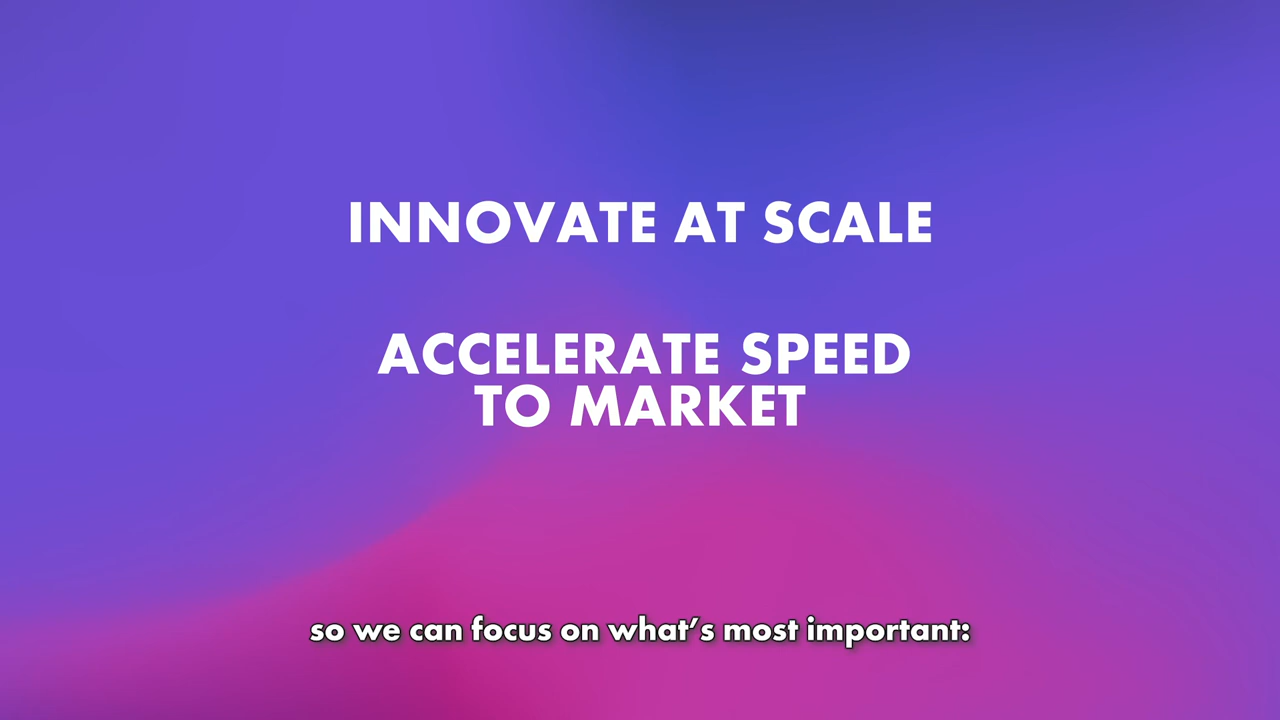 INNOVATE AT SCALE
ACCELERATE SPEED
TO MARKET
so we can focus on what’s most important: